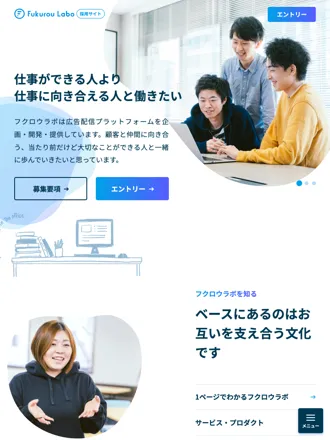 Fukurou Labo 採用サイト
エントリー
仕事ができる人より
仕事に向き合える人と働きたい
フクロウラボは広告配信プラットフォームを企
画・開発・提供しています。顧客と仲間に向き合
う、当たり前だけど大切なことができる人と一緒
に歩んでいきたいと思っています。
募集要項 →
エントリー →
フクロウラボを知る
ベースにあるのはお
互いを支え合う文化
です
1ページでわかるフクロウラボ →
サービス・プロダクト
メニュー